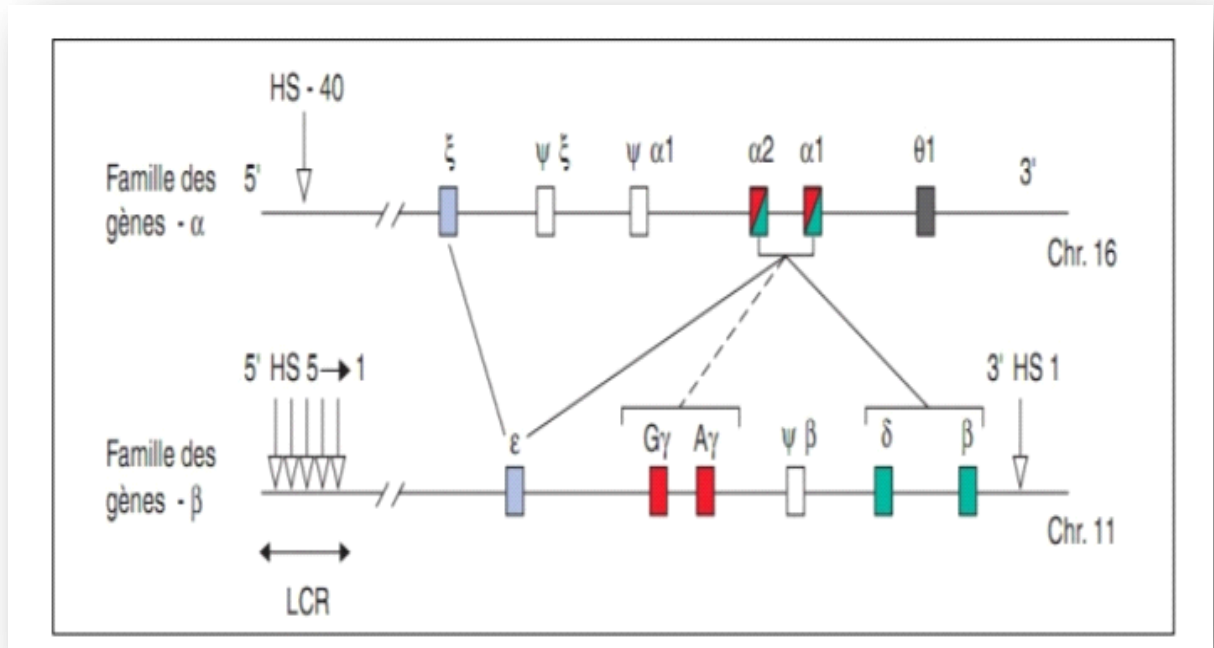 HS - 40
ξ ψ ξ ψ α1 α2 α1 θ1
Famille des 5' 3'
gènes - α
Chr. 16
5' HS 5→1 3' HS 1
ε Gγ Aγ ψ β δ β
Famille des
gènes - β
Chr. 11
LCR